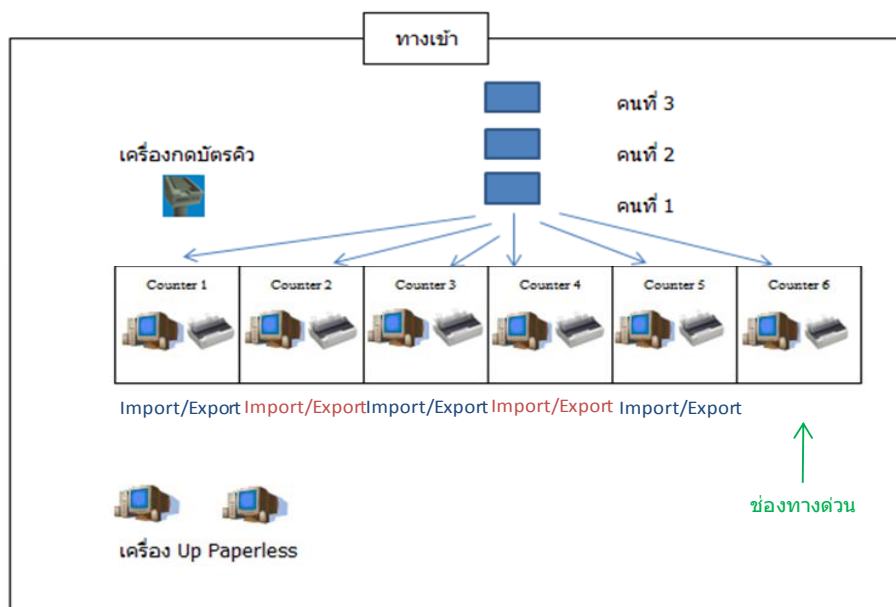 ทางเข้า
คนที่ 3
เครื่องกดบัตรคิว
คนที่ 2
คนที่ 1
Counter 1 Counter 2 Counter 3 Counter 4 Counter 5 Counter 6
Import/Export Import/Export Import/Export Import/Export Import/Export
ช่องทางด่วน
เครื่อง Up Paperless